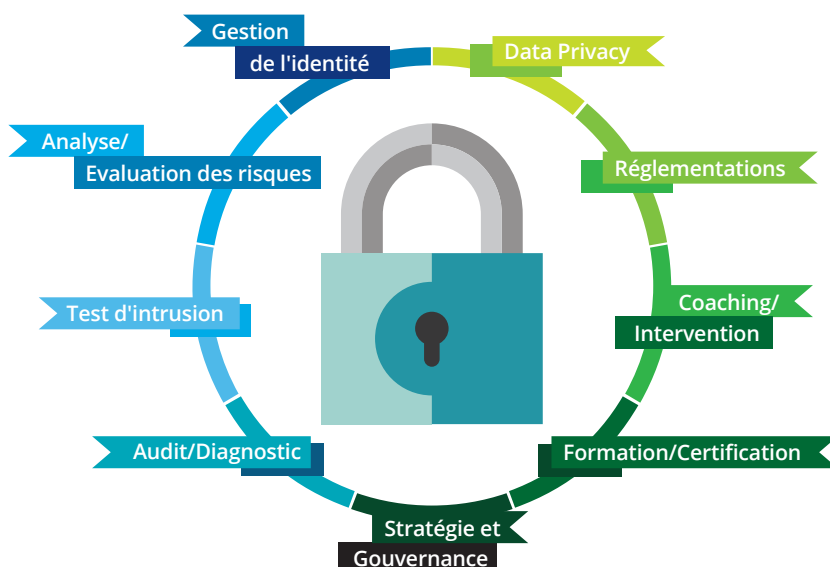 Gestion
de l'identité
Data Privacy
Analyse/
Evaluation des risques
Réglementations
Test d'intrusion
Coaching/
Intervention
Audit/Diagnostic
Formation/Certification
Stratégie et
Gouvernance